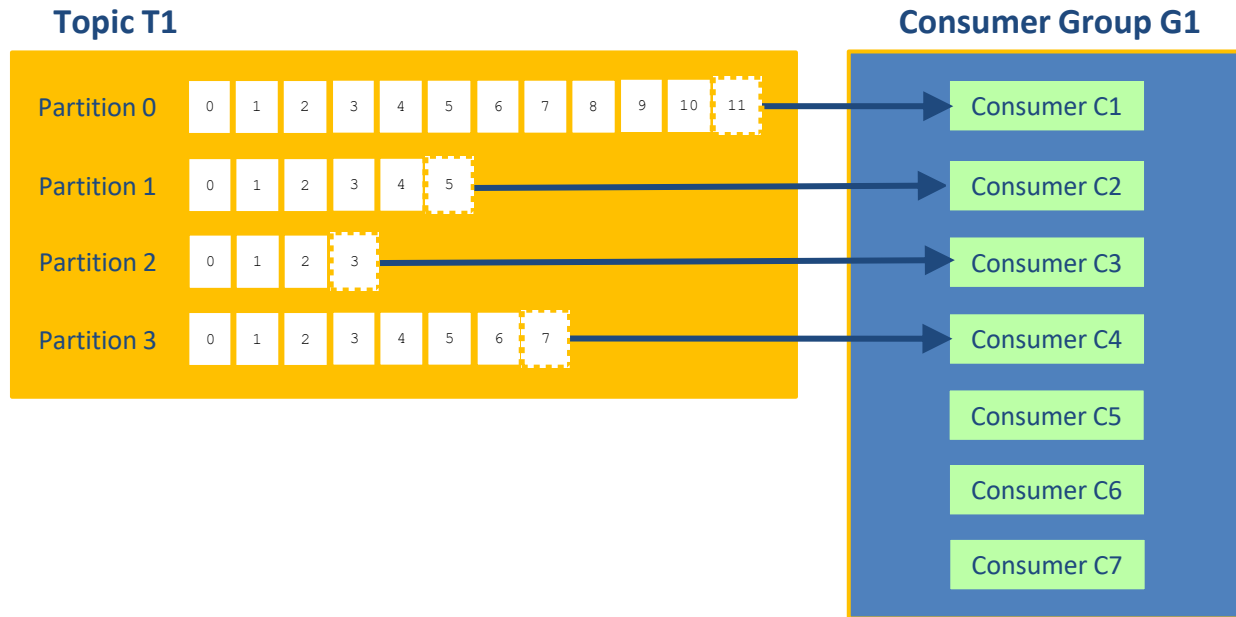 Topic T1 Consumer Group G1
Partition 0 0 1 2 3 4 5 6 7 8 9 10 11 Consumer C1
Partition 1 0 1 2 3 4 5 Consumer C2
Partition 2 0 1 2 3 Consumer C3
Partition 3 0 1 2 3 4 5 6 7 Consumer C4
Consumer C5
Consumer C6
Consumer C7